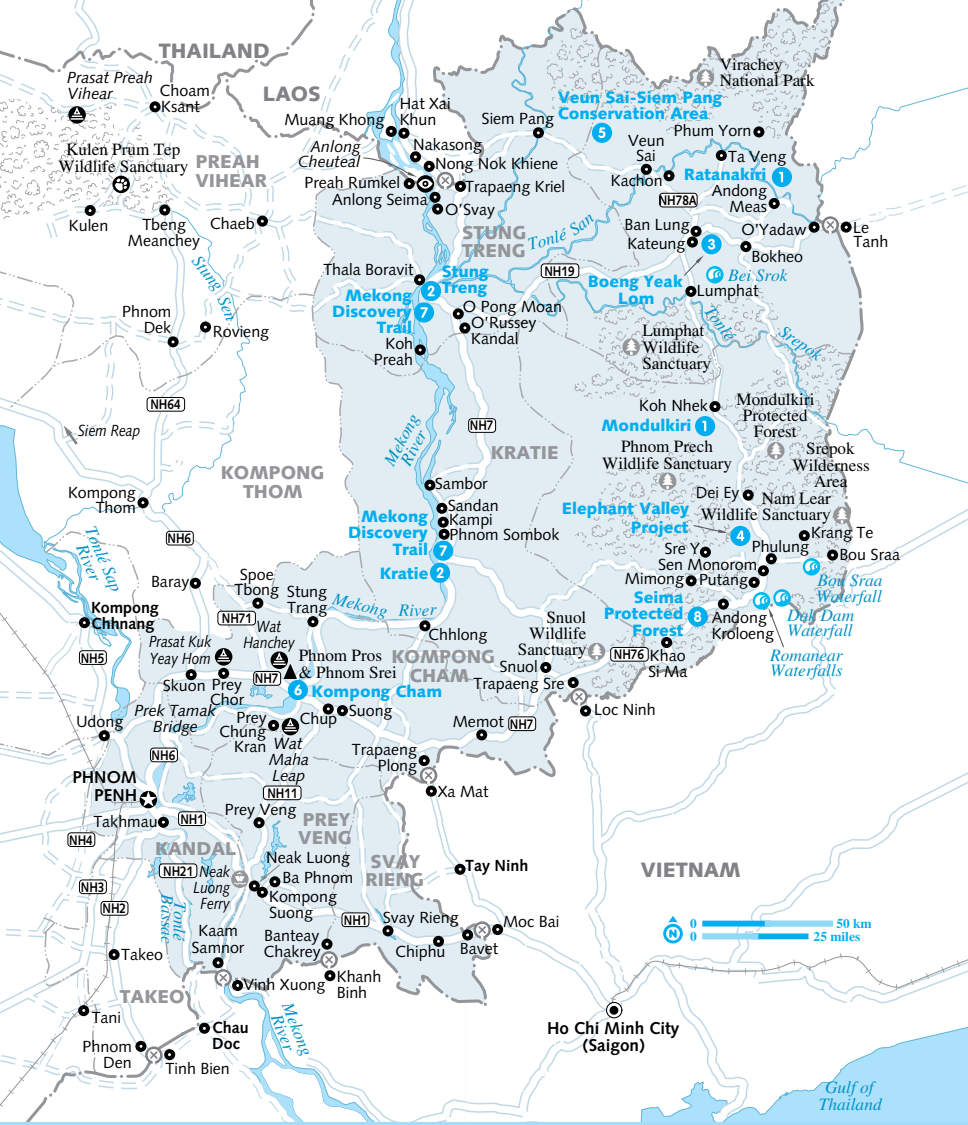 THAILAND
LAOS
Prasat Preah
Vihear
Choam
Ksant
Kulen Prum Tep
Wildlife Sanctuary
PREAH
VIHEAR
Kulen
Tbeng
Meanchey
Chaeb
Stung Sen
Phnom
Dek
Rovieng
NH64
Siem Reap
Muang Khong
Hat Xai
Khun
Anlong
Cheuteal
Nakasong
Nong Nok Khiene
Preah Rumkel
Trapaeng Kriel
Anlong Seima
O'Svay
Siem Pang
Veun Sai-Siem Pang
Conservation Area
5
Virachey
National Park
Phum Yorn
Veun
Sai
Ta Veng
Kachon
Ratanakiri
1
Andong
Meas
NH78A
STUNG
TRENG
Tonlé San
Ban Lung
Kateung
3
O'Yadaw
Le
Tanh
Bokheo
NH19
Boeng Yeak
Lom
Bei Srok
Lumphat
Thala Boravit
Stung
Treng
2
Mekong
Discovery
Trail
7
O Pong Moan
O'Russey
Kandal
Koh
Preah
Tonlé
Srepok
Lumphat
Wildlife
Sanctuary
Koh Nhek
Mondulkiri
1
Mondulkiri
Protected
Forest
Mekong
River
NH7
KRATIE
Phnom Prech
Wildlife Sanctuary
Srepok
Wilderness
Area
KOMPONG
THOM
Kompong
Thom
Sambor
Sandan
Kampi
Phnom Sombok
Mekong
Discovery
Trail
7
Kratie
2
Dei Ey
Nam Lear
Wildlife Sanctuary
Elephant Valley
Project
4
Krang Te
Phulung
Bou Sraa
Sre Y
Sen Monorom
Mimong
Putang
Bou Sraa
Waterfall
Seima
Protected
Forest
8
Andong
Kroloeng
Dak Dam
Waterfall
Romanear
Waterfalls
NH6
Tonlé Sap
River
Baray
Spoe
Tbong
Stung
Trang
Mekong River
Kompong
Chhnang
NH71
Wat
Hanchey
Chhlong
Snuol
Wildlife
Sanctuary
NH76
Khao
Si Ma
NH5
Prasat Kuk
Yeay Hom
Phnom Pros
& Phnom Srei
KOMPONG
CHAM
Snuol
Trapaeng Sre
Skuon
Prey
Chor
NH7
6
Kompong Cham
Loc Ninh
Prek Tamak
Bridge
Udong
Prey
Chung
Kran
Chup
Suong
Wat
Maha
Leap
Memot
NH7
NH6
Trapaeng
Plong
PHNOM
PENH
NH11
Xa Mat
Takhmau
NH1
Prey Veng
PREY
VENG
NH4
KANDAL
Neak Luong
SVAY
RIENG
Tay Ninh
VIETNAM
NH21
Neak
Luong
Ferry
Ba Phnom
Kompong
Suong
NH3
NH2
Tonlé
Bassac
NH1
Svay Rieng
Moc Bai
Kaam
Samnor
Banteay
Chakrey
Chiphu
Bavet
N
0
50 km
0
25 miles
Takeo
Vinh Xuong
Khanh
Binh
TAKEO
Tani
Mekong
River
Chau
Doc
Phnom
Den
Tinh Bien
Ho Chi Minh City
(Saigon)
Gulf of
Thailand